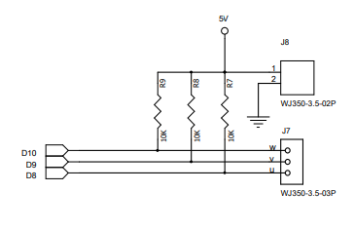 5V
J8
1
2
R9
R8
R7
WJ350-3.5-02P
10K
10K
10K
J7
D10
w
D9
v
D8
u
WJ350-3.5-03P